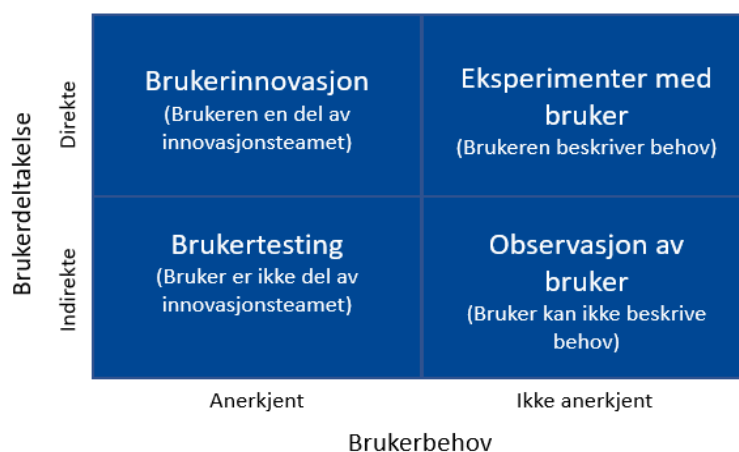 Brukerdeltakelse
Direkte
Brukerinnovasjon
(Brukeren en del av
innovasjonsteamet)
Eksperimenter med
bruker
(Brukeren beskriver behov)
Indirekte
Brukertesting
(Bruker er ikke del av
innovasjonsteamet)
Observasjon av
bruker
(Bruker kan ikke beskrive
behov)
Anerkjent
Ikke anerkjent
Brukerbehov